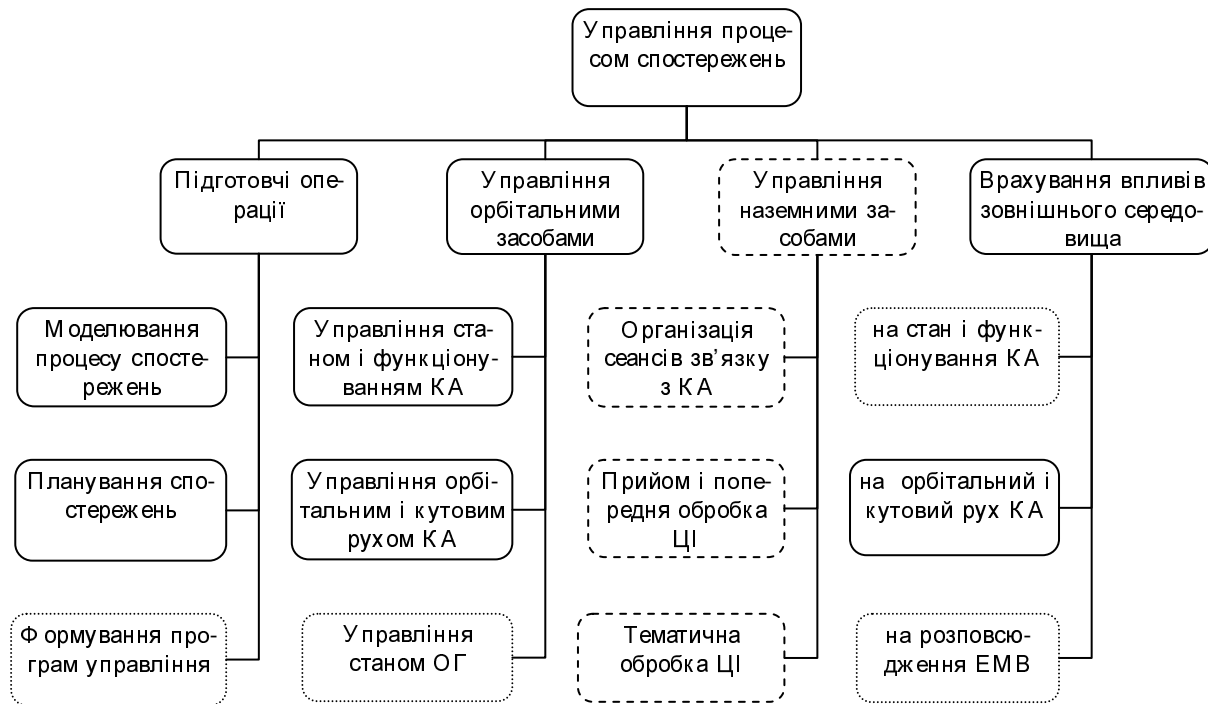 Управління проце-
сом спостережень
Підготовчі опе-
рації
Управління
орбітальними
засобами
Управління
наземними за-
собами
Врахування впливів
зовнішнього середо-
вища
Моделювання
процесу спосте-
режень
Управління ста-
ном і функціону-
ванням КА
Організація
сеансів зв’язку
з КА
на стан і функ-
ціонування КА
Планування спо-
стережень
Управління орбі-
тальним і кутовим
рухом КА
Прийом і попе-
редня обробка
ЦІ
на орбітальний і
кутовий рух КА
Формування про-
грам управління
Управління
станом ОГ
Тематична
обробка ЦІ
на розповсю-
дження ЕМВ